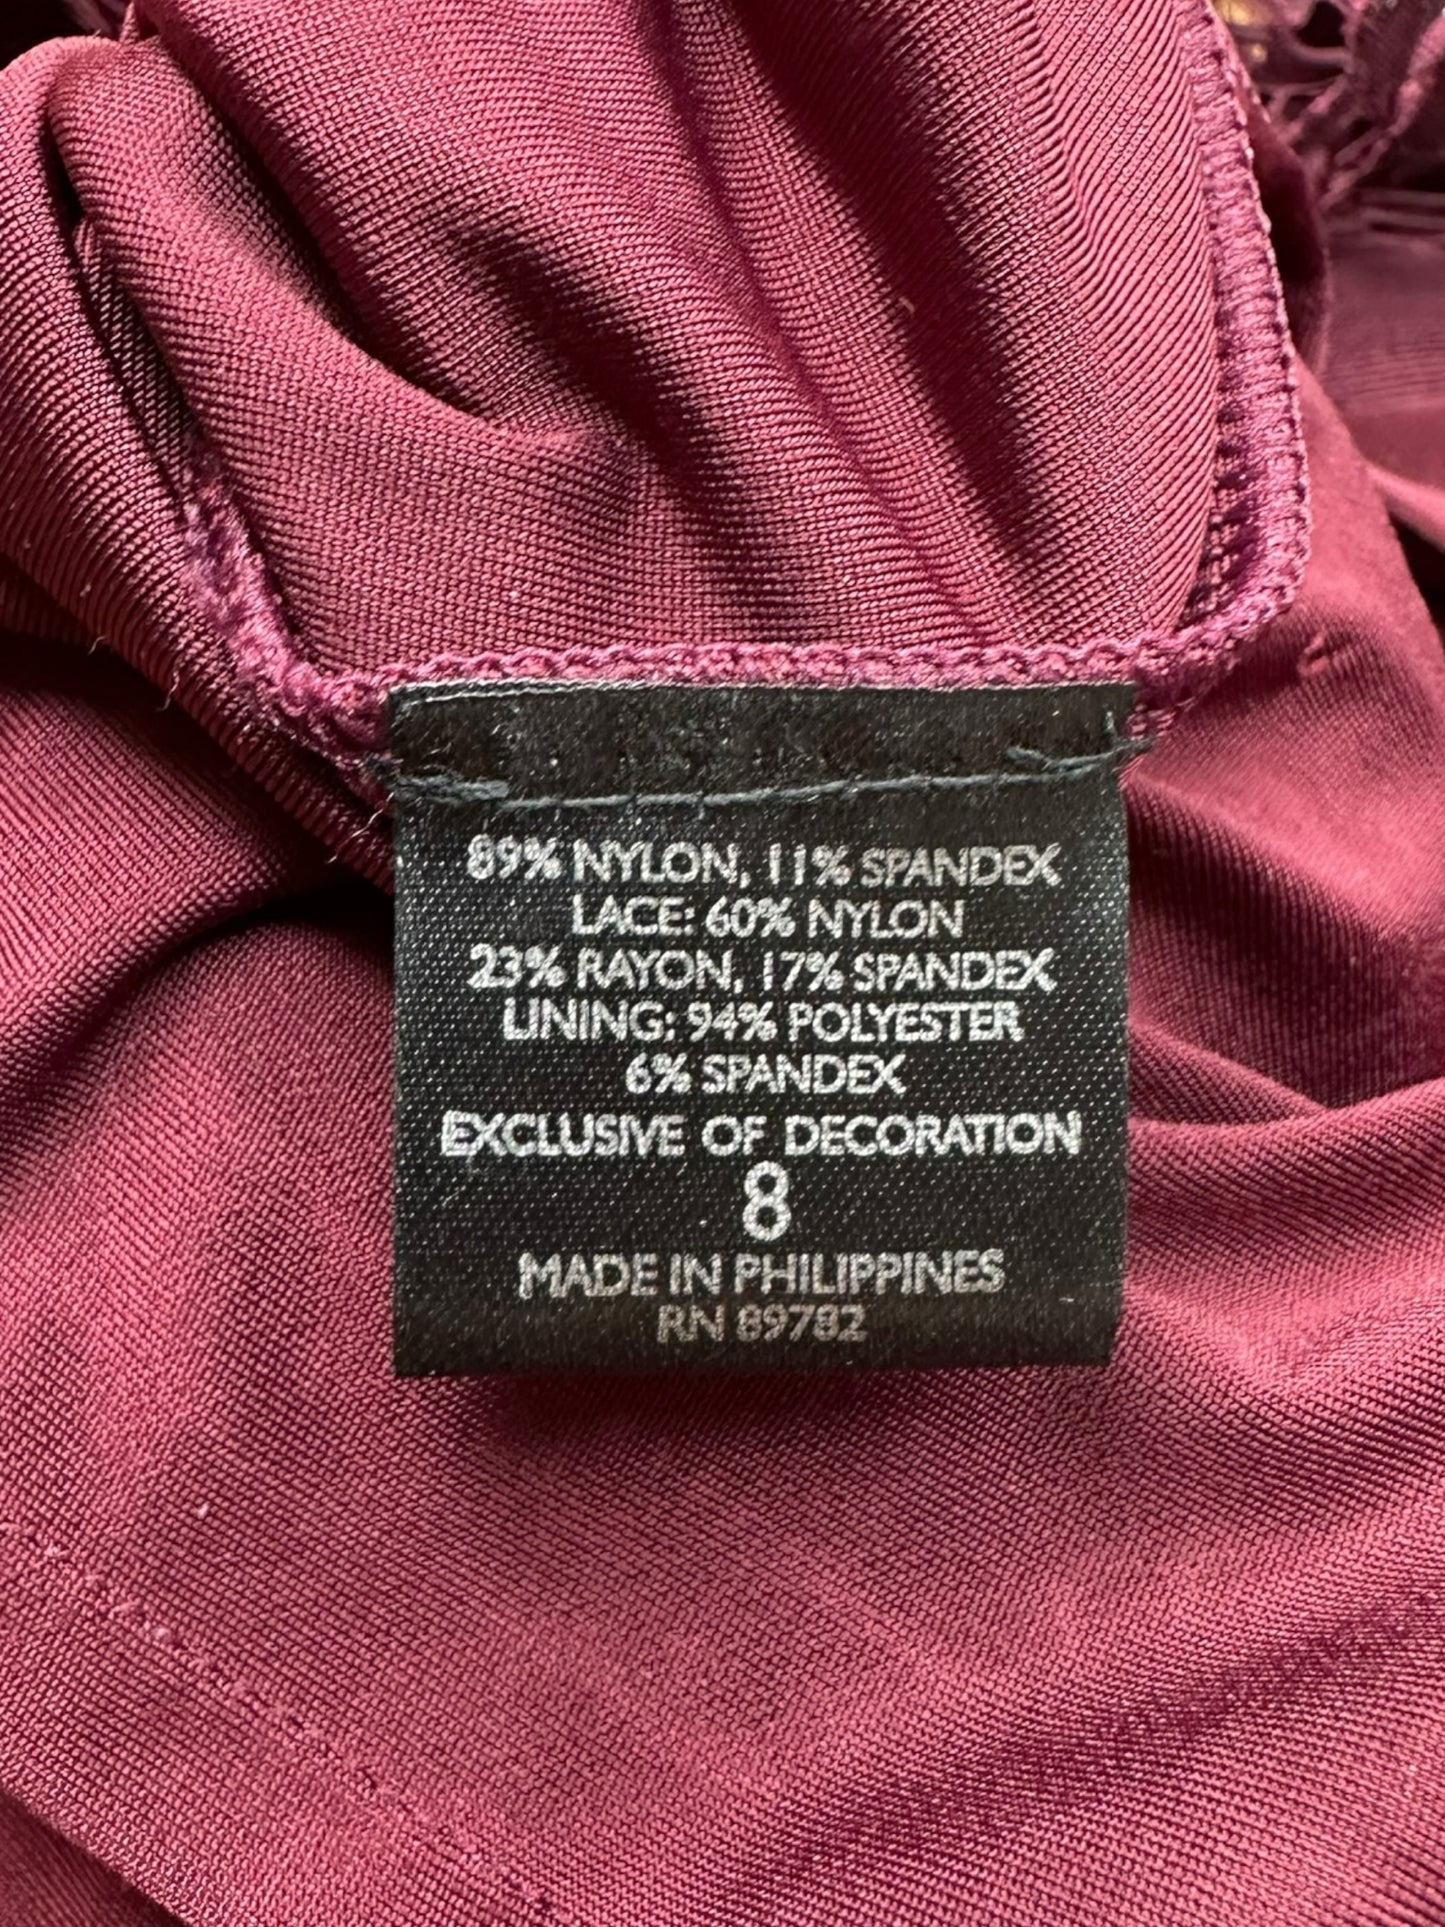 89% NYLON, 11% SPANDEX
LACE: 60% NYLON
23% RAYON, 17% SPANDEX
LINING: 94% POLYESTER
6% SPANDEX
EXCLUSIVE OF DECORATION
8
MADE IN PHILIPPINES
RN 89782